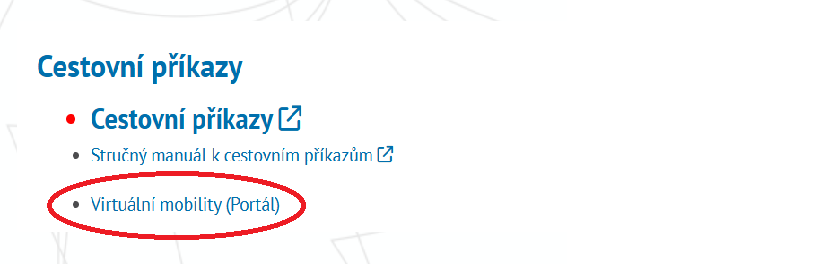 Cestovní příkazy
Cestovní příkazy
Stručný manuál k cestovním příkazům
Virtuální mobility (Portál)